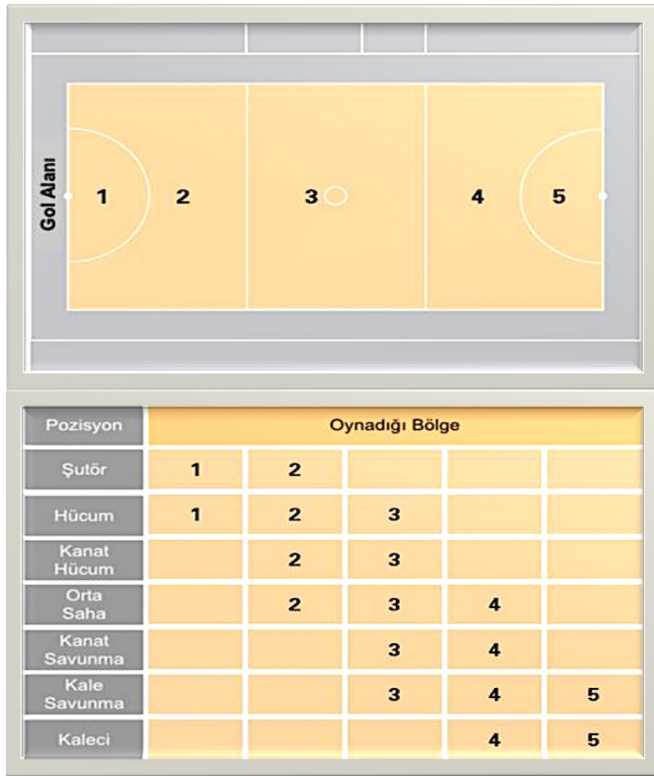 Gol Alanı
1 2 3 4 5
Pozisyon Oynadığı Bölge
Şutör 1 2
Hücum 1 2 3
Kanat
Hücum 2 3
Orta
Saha 2 3 4
Kanat
Savunma 3 4
Kale
Savunma 3 4 5
Kaleci 4 5